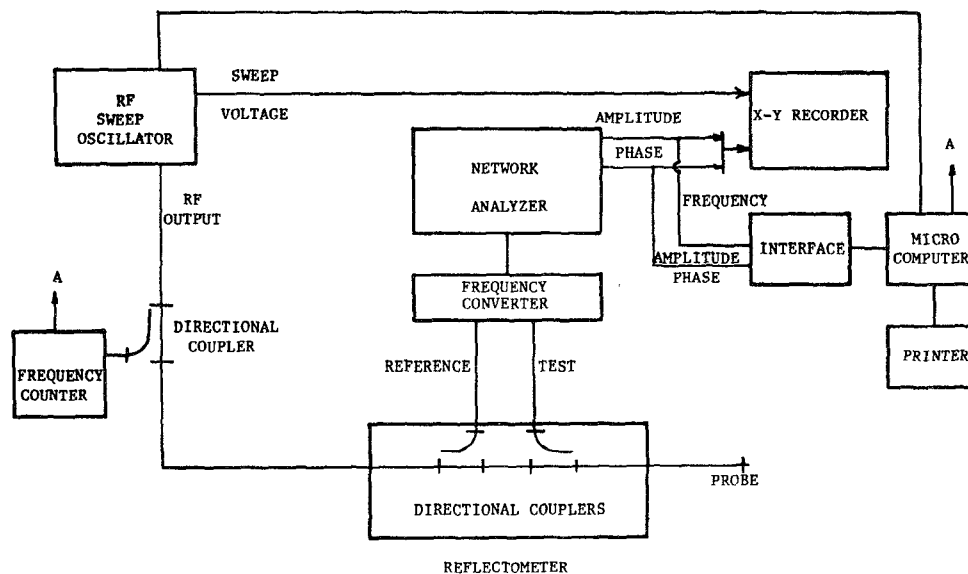 RF
SWEEP
OSCILLATOR
SWEEP
VOLTAGE
X-Y RECORDER
AMPLITUDE
PHASE
NETWORK
ANALYZER
FREQUENCY
A
RF
OUTPUT
INTERFACE
MICRO
COMPUTER
AMPLITUDE
PHASE
A
FREQUENCY
CONVERTER
DIRECTIONAL
COUPLER
PRINTER
FREQUENCY
COUNTER
REFERENCE
TEST
PROBE
DIRECTIONAL COUPLERS
REFLECTOMETER